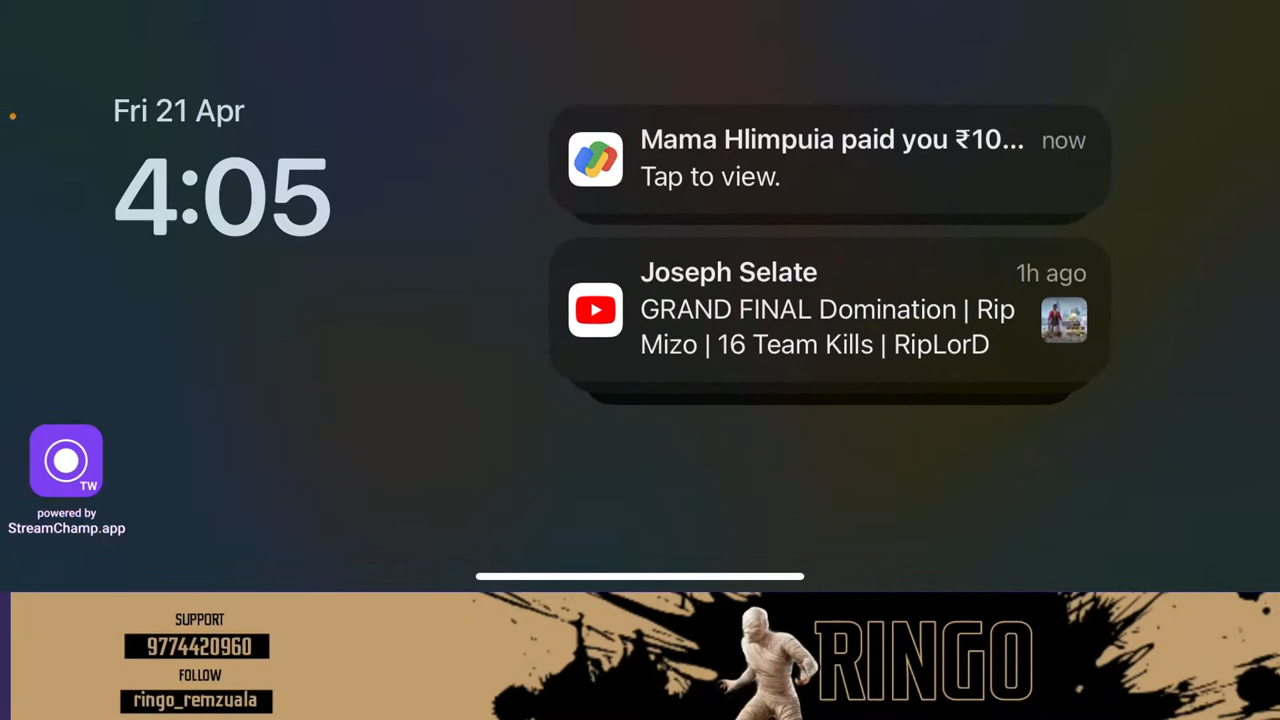 Fri 21 Apr
4:05
Mama Hlimpuia paid you ₹10... now
Tap to view.
Joseph Selate 1h ago
GRAND FINAL Domination | Rip
Mizo | 16 Team Kills | RipLorD
TW
powered by
StreamChamp.app
SUPPORT
9774420960
FOLLOW
ringo_remzuala
RINGO